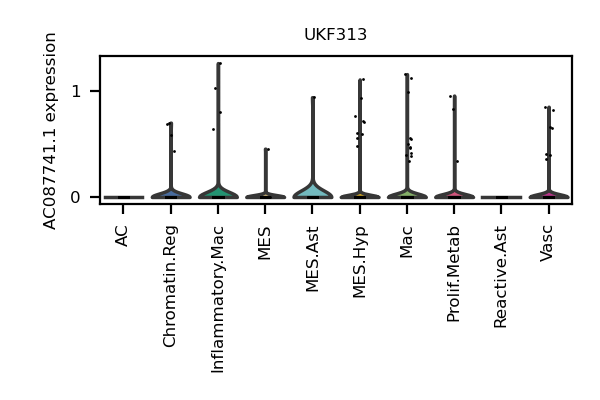 UKF313
AC087741.1 expression
1
0
AC
Chromatin.Reg
Inflammatory.Mac
MES
MES.Ast
MES.Hyp
Mac
Prolif.Metab
Reactive.Ast
Vasc